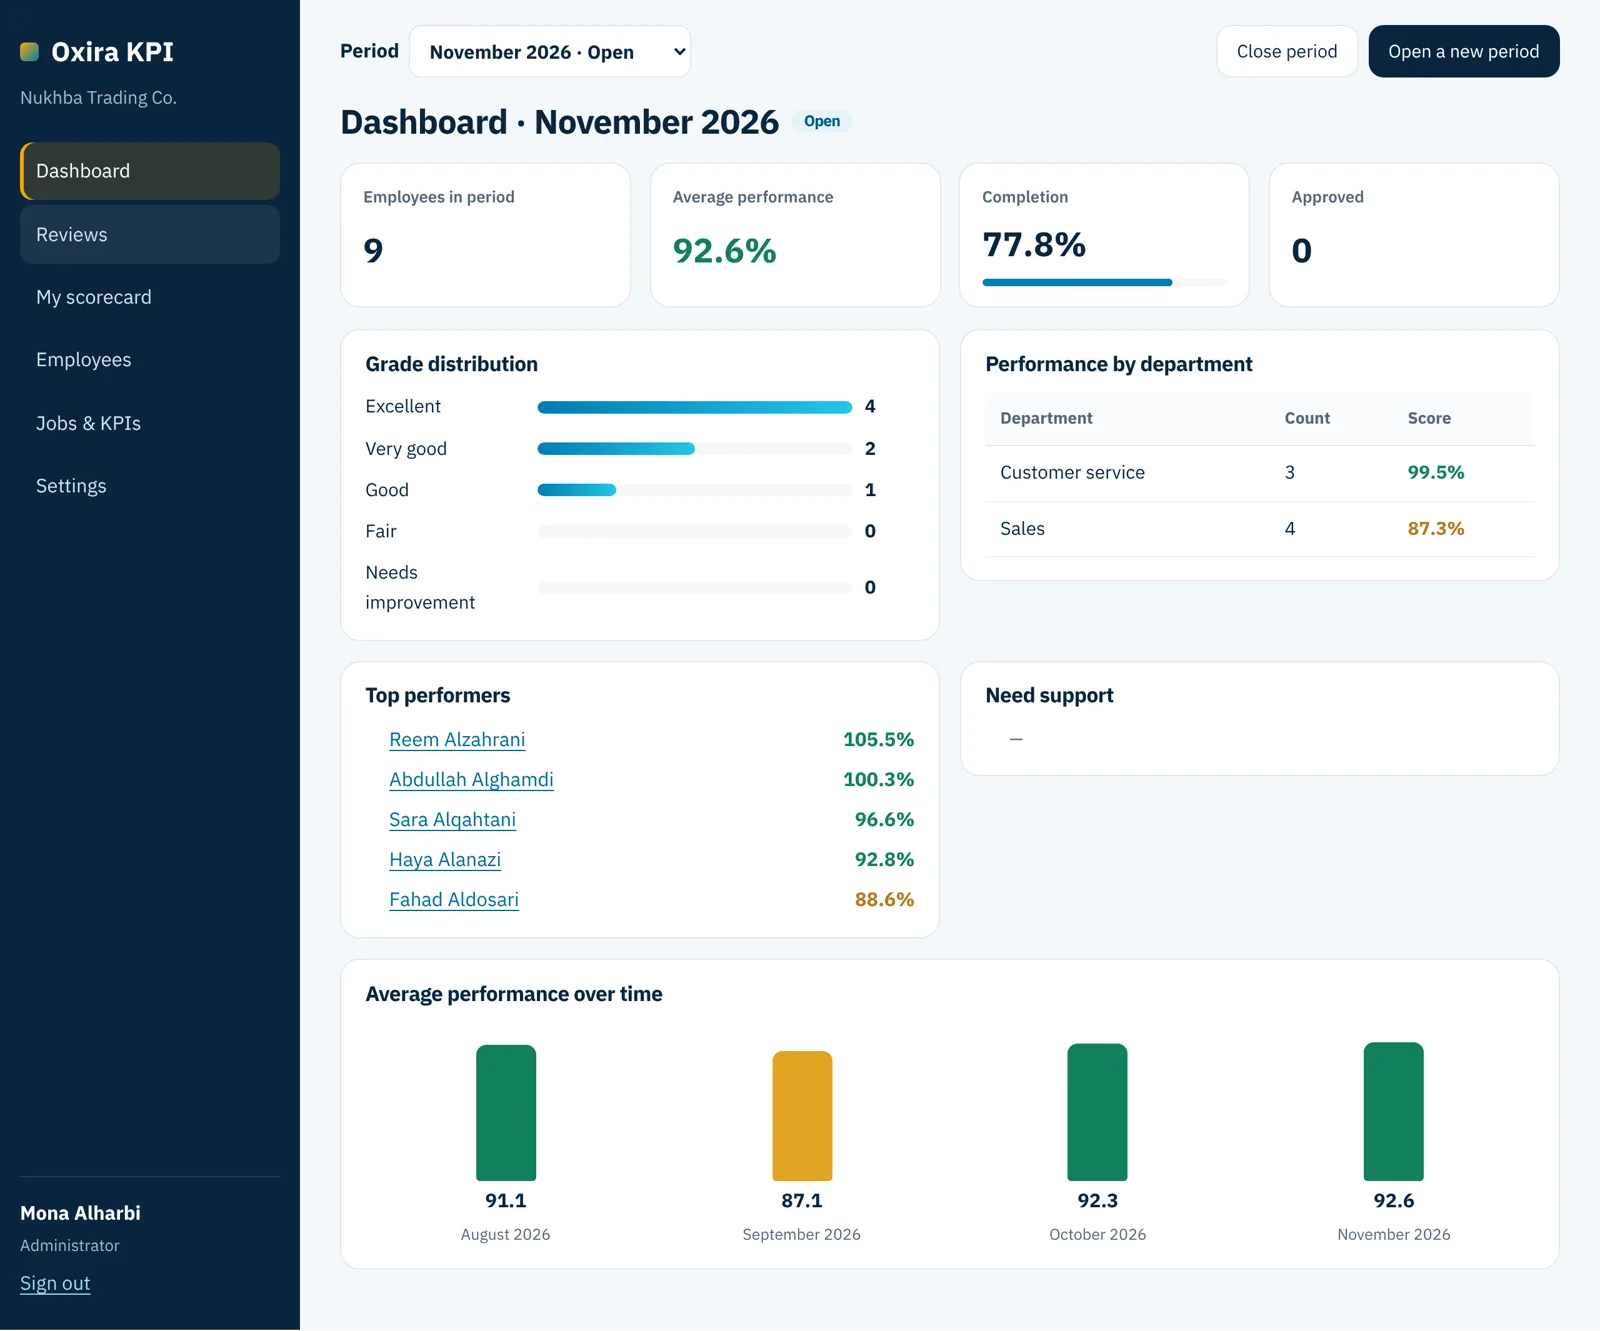 Oxira KPI
Nukhba Trading Co.
Dashboard
Reviews
My scorecard
Employees
Jobs & KPIs
Settings
Mona Alharbi
Administrator
Sign out
Period
November 2026 · Open
Close period
Open a new period
Dashboard · November 2026
Open
Employees in period
9
Average performance
92.6%
Completion
77.8%
Approved
0
Grade distribution
Excellent 4
Very good 2
Good 1
Fair 0
Needs
improvement 0
Performance by department
Department Count Score
Customer service 3 99.5%
Sales 4 87.3%
Top performers
Reem Alzahrani 105.5%
Abdullah Alghamdi 100.3%
Sara Alqahtani 96.6%
Haya Alanazi 92.8%
Fahad Aldosari 88.6%
Need support
—
Average performance over time
91.1 87.1 92.3 92.6
August 2026 September 2026 October 2026 November 2026